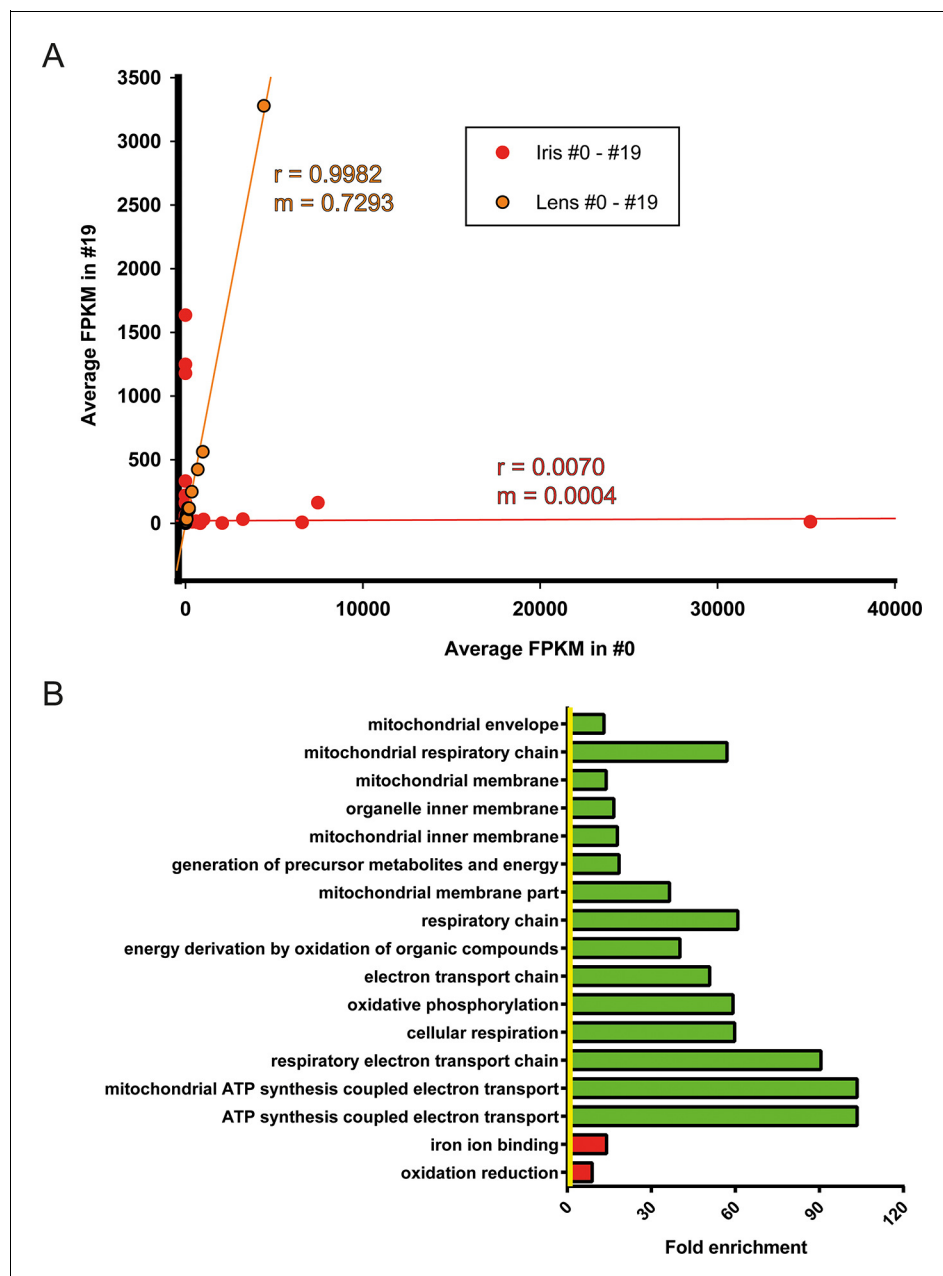 A
3500
3000
2500
2000
1500
1000
500
0
Average FPKM in #19
r = 0.9982
m = 0.7293
Iris #0 - #19
Lens #0 - #19
r = 0.0070
m = 0.0004
0
10000
20000
30000
40000
Average FPKM in #0
B
mitochondrial envelope
mitochondrial respiratory chain
mitochondrial membrane
organelle inner membrane
mitochondrial inner membrane
generation of precursor metabolites and energy
mitochondrial membrane part
respiratory chain
energy derivation by oxidation of organic compounds
electron transport chain
oxidative phosphorylation
cellular respiration
respiratory electron transport chain
mitochondrial ATP synthesis coupled electron transport
ATP synthesis coupled electron transport
iron ion binding
oxidation reduction
0
30
60
90
120
Fold enrichment